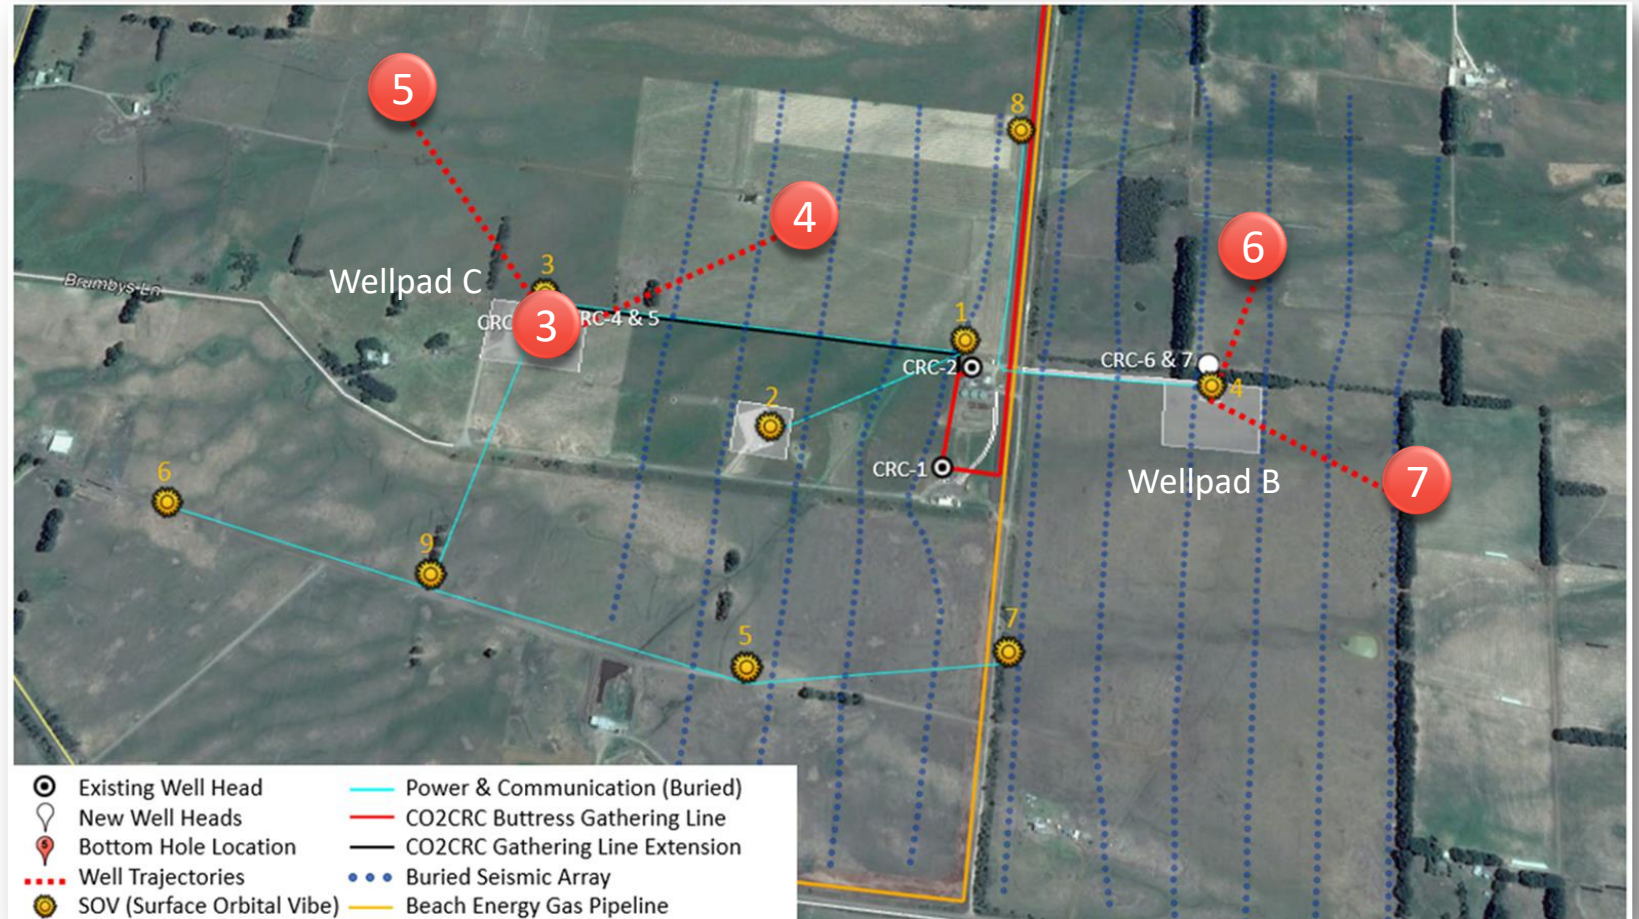 8
5
4
6
3
Wellpad C
Brumbys Ln
CRC
3
RC-4 & 5
1
CRC-2
CRC-6 & 7
4
2
CRC-1
Wellpad B
7
6
9
5
7
Existing Well Head
New Well Heads
5
Bottom Hole Location
Well Trajectories
SOV (Surface Orbital Vibe)
Power & Communication (Buried)
CO2CRC Buttress Gathering Line
CO2CRC Gathering Line Extension
Buried Seismic Array
Beach Energy Gas Pipeline